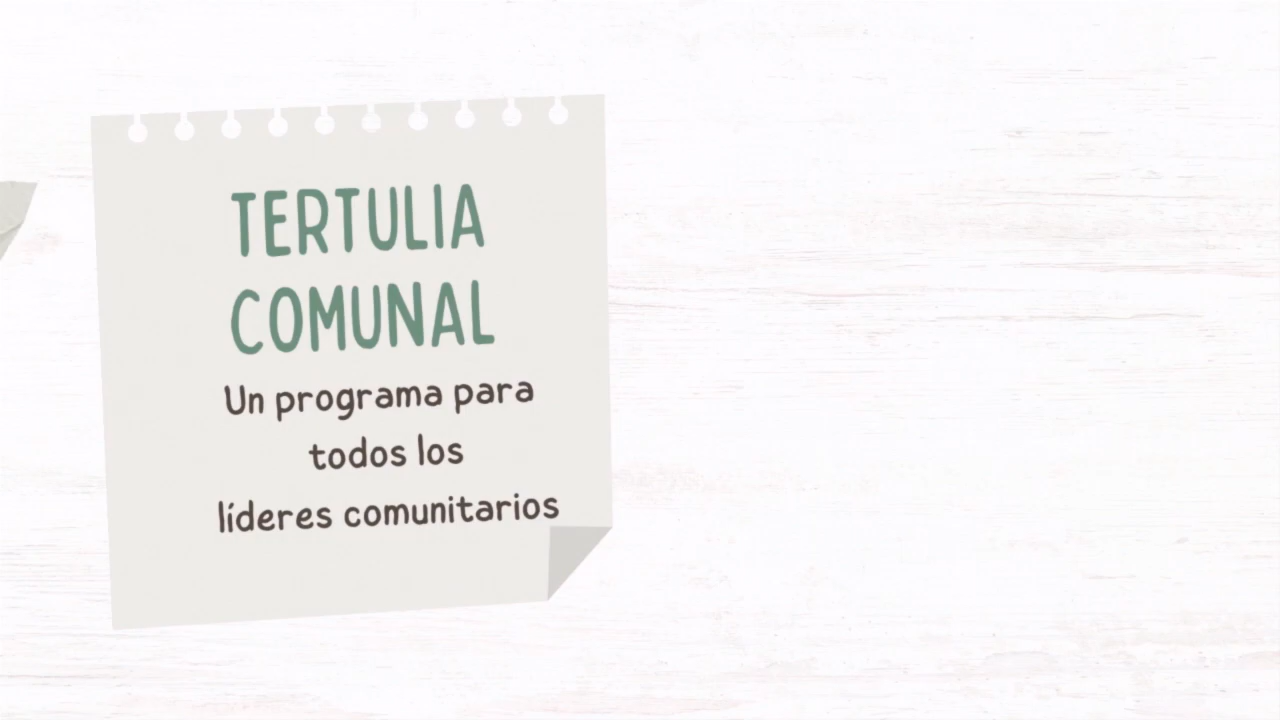 TERTULIA
COMUNAL
Un programa para
todos los
líderes comunitarios